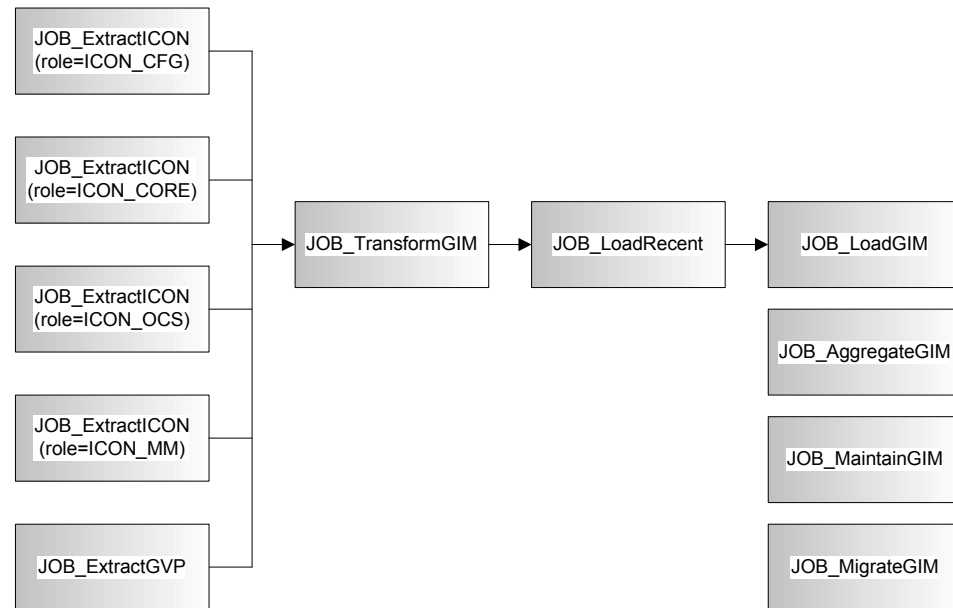 JOB_ExtractICON
(role=ICON_CFG)
JOB_ExtractICON
(role=ICON_CORE)
JOB_ExtractICON
(role=ICON_OCS)
JOB_ExtractICON
(role=ICON_MM)
JOB_ExtractGVP
JOB_TransformGIM
JOB_LoadRecent
JOB_LoadGIM
JOB_AggregateGIM
JOB_MaintainGIM
JOB_MigrateGIM